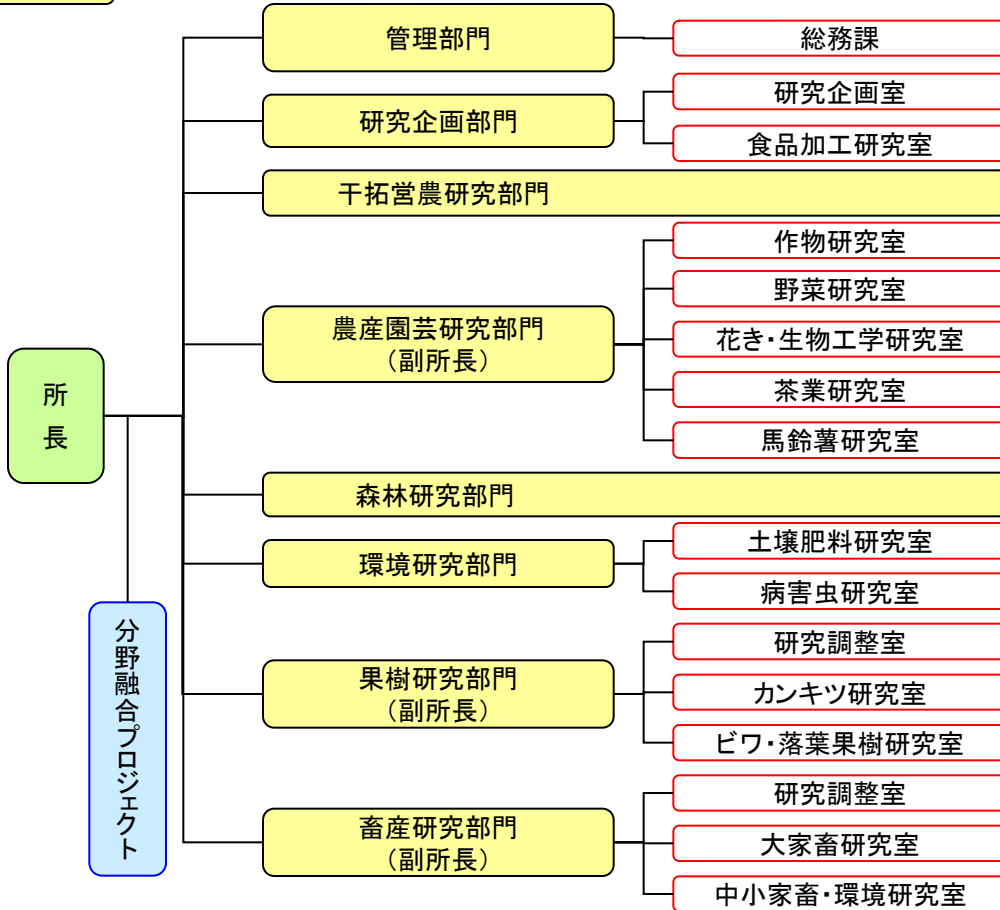 管理部門
総務課
研究企画部門
研究企画室
食品加工研究室
干拓営農研究部門
農産園芸研究部門
（副所長）
作物研究室
野菜研究室
花き・生物工学研究室
茶業研究室
馬鈴薯研究室
所
長
森林研究部門
環境研究部門
土壌肥料研究室
病害虫研究室
分野融合プロジェクト
果樹研究部門
（副所長）
研究調整室
カンキツ研究室
ビワ・落葉果樹研究室
畜産研究部門
（副所長）
研究調整室
大家畜研究室
中小家畜・環境研究室